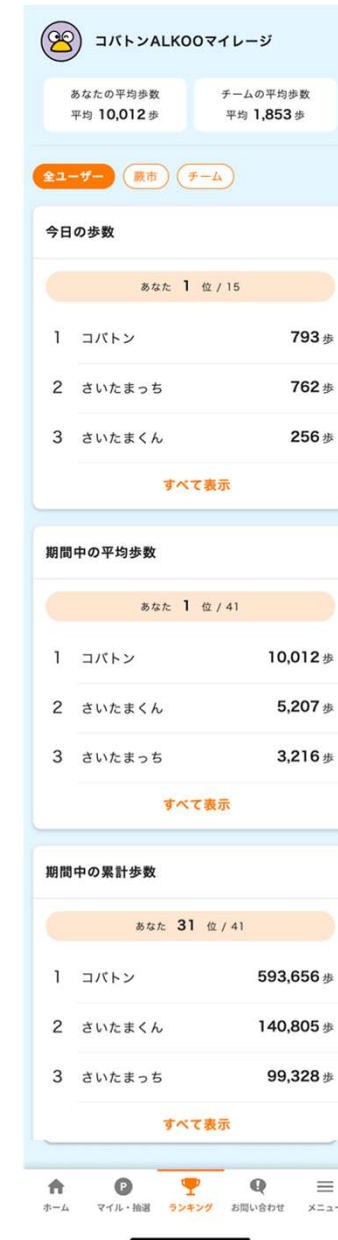 コバトンALKOOマイレージ
あなたの平均歩数
平均 10,012 歩
チームの平均歩数
平均 1,853 歩
全ユーザー 蕨市 チーム
今日の歩数
あなた 1 位 / 15
1 コバトン 793 歩
2 さいたまっち 762 歩
3 さいたまくん 256 歩
すべて表示
期間中の平均歩数
あなた 1 位 / 41
1 コバトン 10,012 歩
2 さいたまくん 5,207 歩
3 さいたまっち 3,216 歩
すべて表示
期間中の累計歩数
あなた 31 位 / 41
1 コバトン 593,656 歩
2 さいたまくん 140,805 歩
3 さいたまっち 99,328 歩
すべて表示
P
ホーム マイル・抽選 ランキング お問い合わせ メニュー